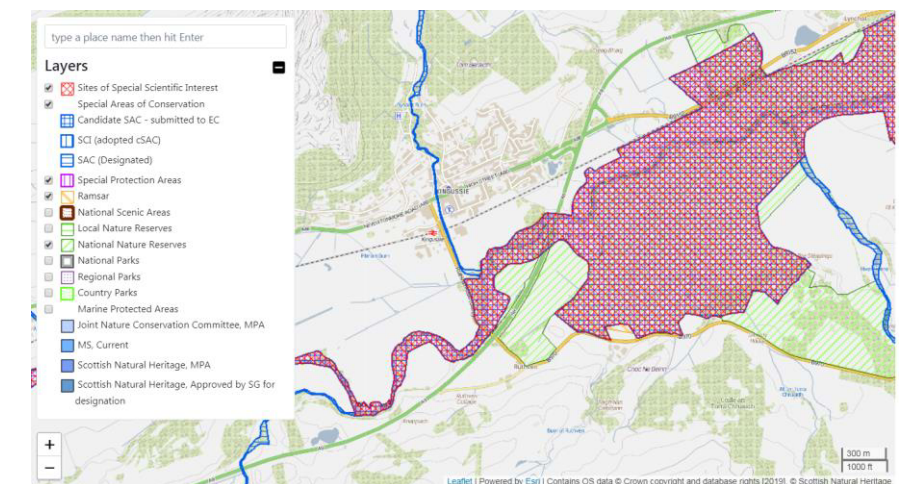 type a place name then hit Enter
Layers
Sites of Special Scientific Interest
Special Areas of Conservation
Candidate SAC - submitted to EC
SCI (adopted cSAC)
SAC (Designated)
Special Protection Areas
Ramsar
National Scenic Areas
Local Nature Reserves
National Nature Reserves
National Parks
Regional Parks
Country Parks
Marine Protected Areas
Joint Nature Conservation Committee, MPA
MS, Current
Scottish Natural Heritage, MPA
Scottish Natural Heritage, Approved by SG for
designation
+
−
KINGUSSIE
Kingussie
Ruthven
300 m
1000 ft
Leaflet | Powered by Esri | Contains OS data © Crown copyright and database rights [2019], © Scottish Natural Heritage